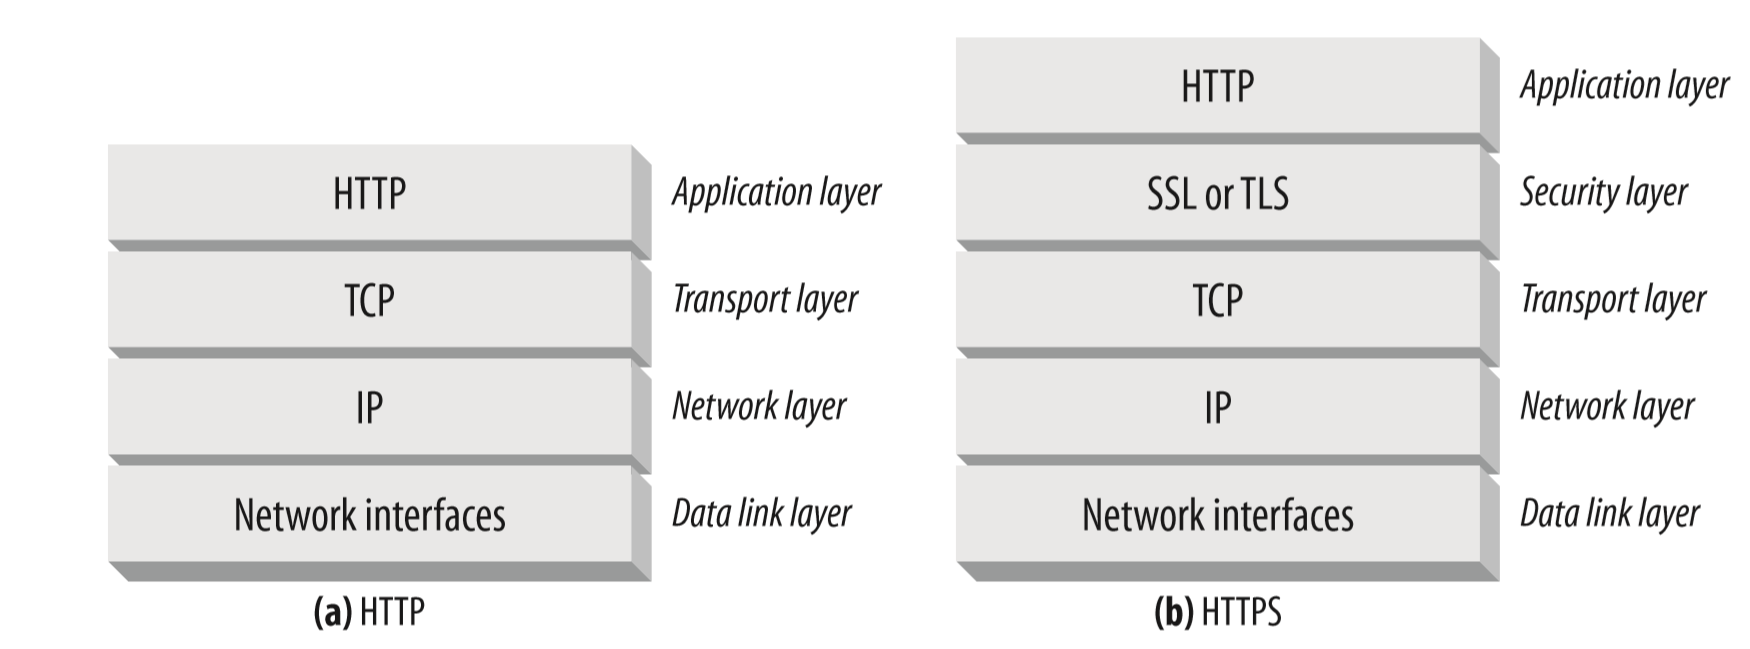 HTTP
Application layer
TCP
Transport layer
IP
Network layer
Network interfaces
Data link layer
(a) HTTP
HTTP
Application layer
SSL or TLS
Security layer
TCP
Transport layer
IP
Network layer
Network interfaces
Data link layer
(b) HTTPS